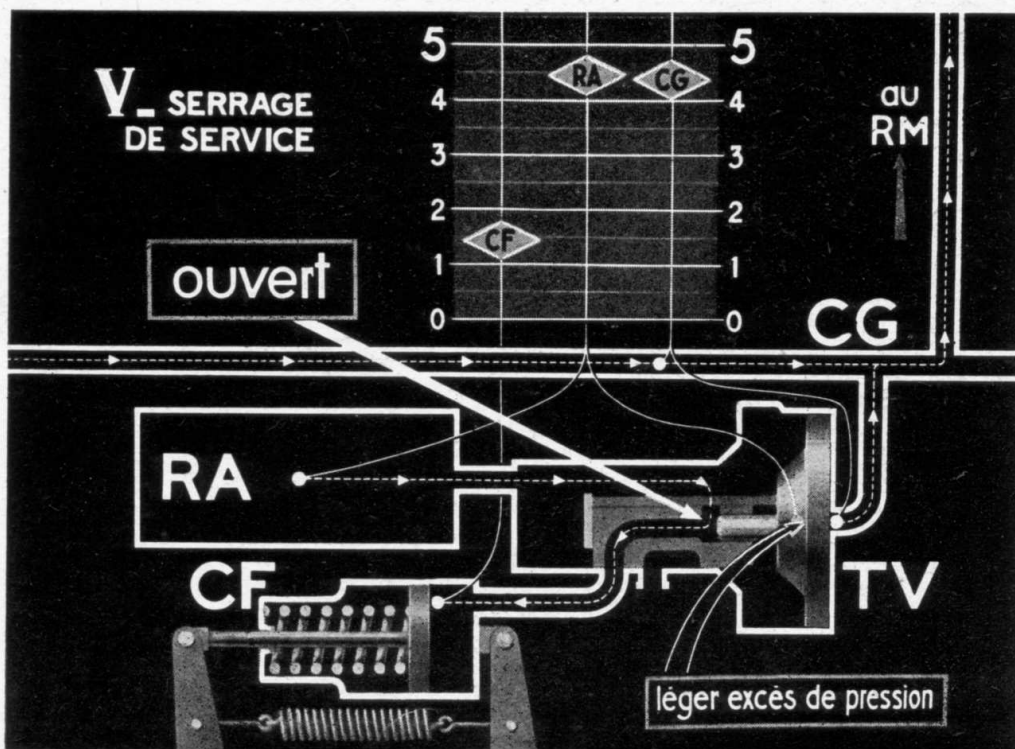 V_ SERRAGE
DE SERVICE
5
4
3
2
1
0
RA
CG
CF
5
4
3
2
1
0
au
RM
ouvert
CG
RA
CF
TV
léger excès de pression